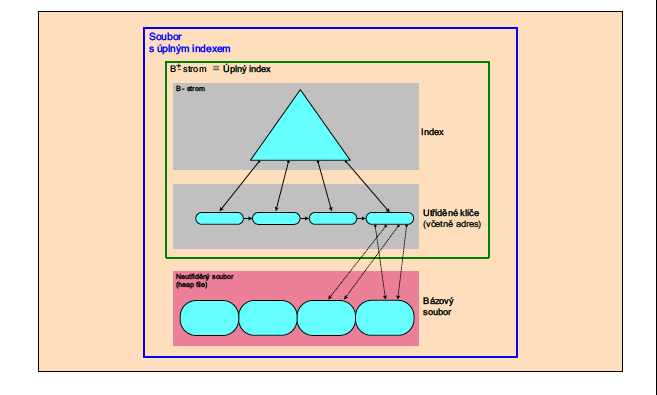 Soubor
s úplným indexem
B+- strom = Úplný index
B - strom
Index
Utříděné klíče
(včetně adres)
Neutříděný soubor
(heap file)
Bázový
soubor